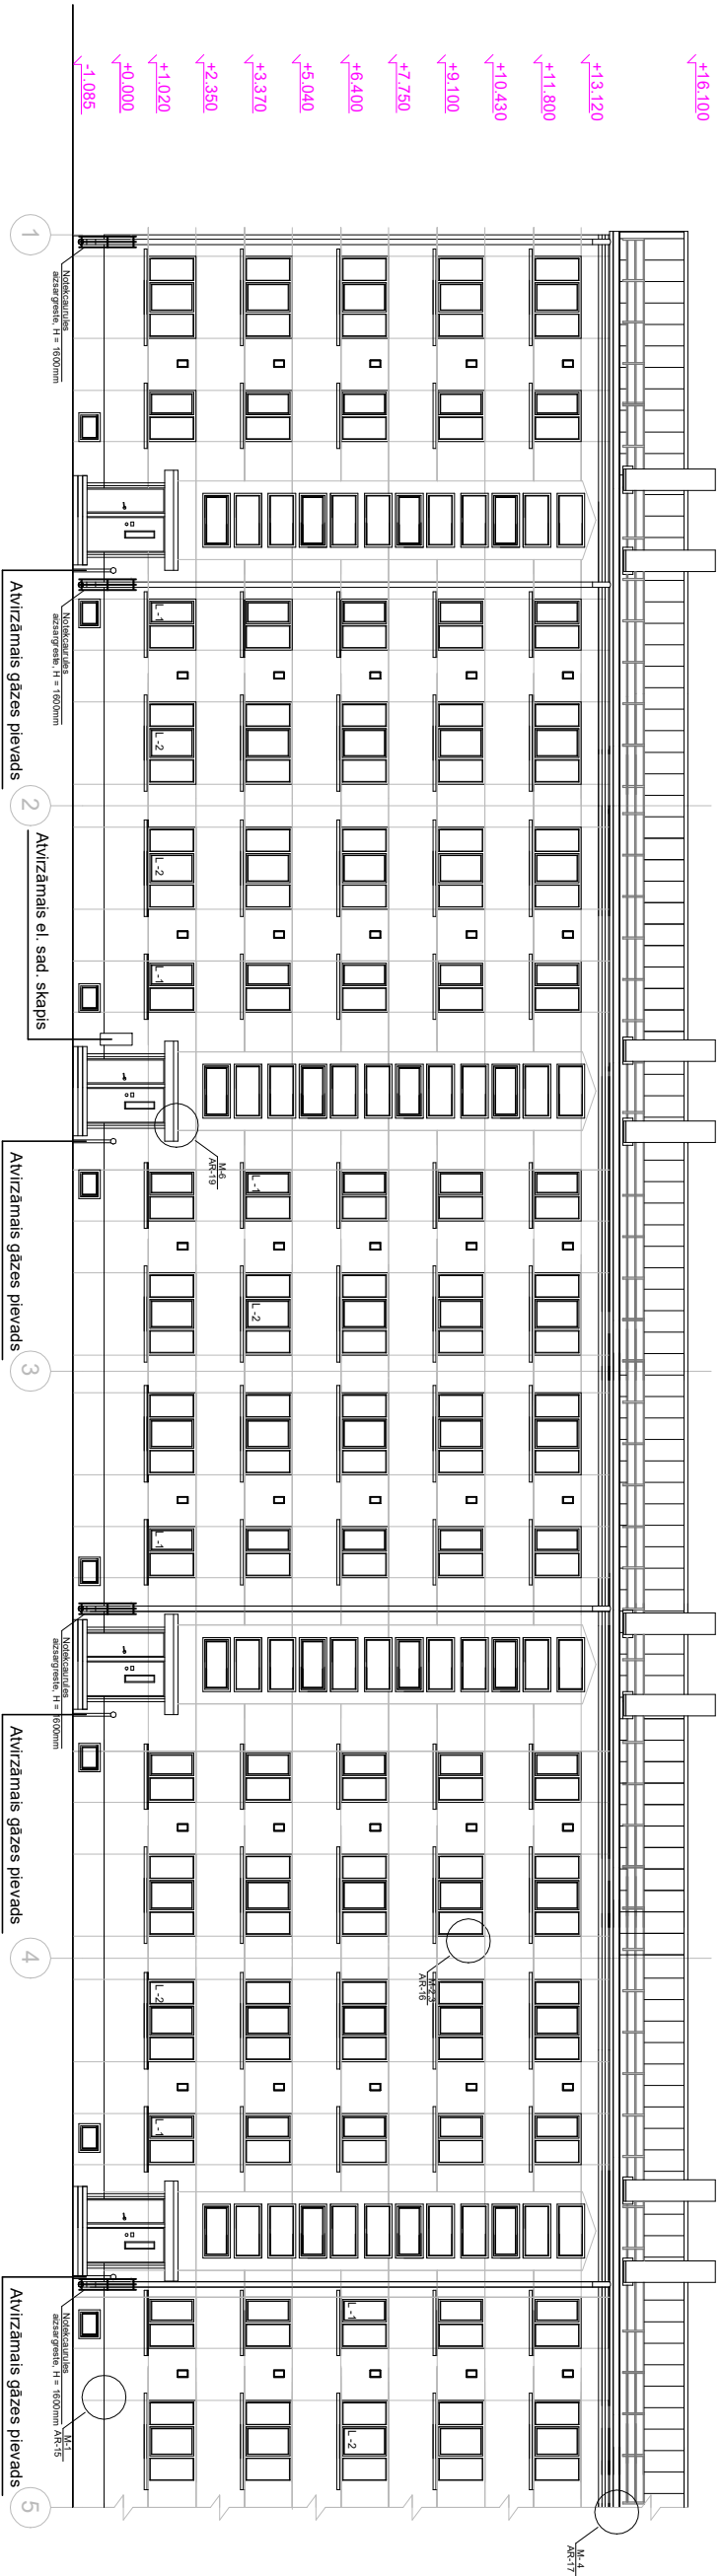 +16.100
+13.120
+11.800
+10.430
+9.100
+7.750
+6.400
+5.040
+3.370
+2.350
+1.020
+0.000
-1.085
1
Notekcaurules
aizsargreste, H = 1600mm
Atvirzāmais gāzes pievads
Notekcaurules
aizsargreste, H = 1600mm
L-1
L-2
2
Atvirzāmais el. sad. skapis
L-2
L-1
M-6
AR-19
Atvirzāmais gāzes pievads
L-1
L-2
3
L-1
Notekcaurules
aizsargreste, H = 1600mm
Atvirzāmais gāzes pievads
M-2,3
AR-16
4
L-2
L-1
Atvirzāmais gāzes pievads
Notekcaurules
aizsargreste, H = 1600mm
L-1
L-2
M-1
AR-15
5
M-4
AR-17